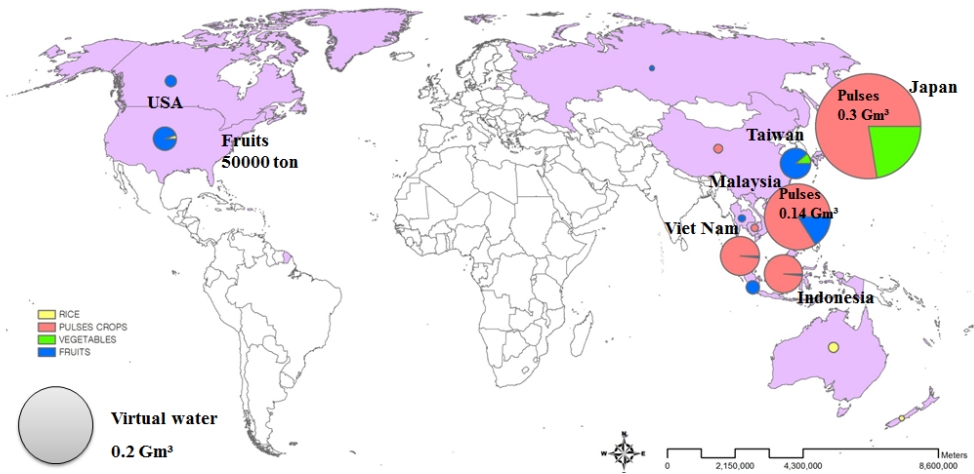 Japan
Pulses
0.3 Gm³
USA
Fruits
50000 ton
Taiwan
Malaysia
Pulses
0.14 Gm³
Viet Nam
Indonesia
RICE
PULSES CROPS
VEGETABLES
FRUITS
Virtual water
0.2 Gm³
N
W E
S
Meters
0 2,150,000 4,300,000 8,600,000